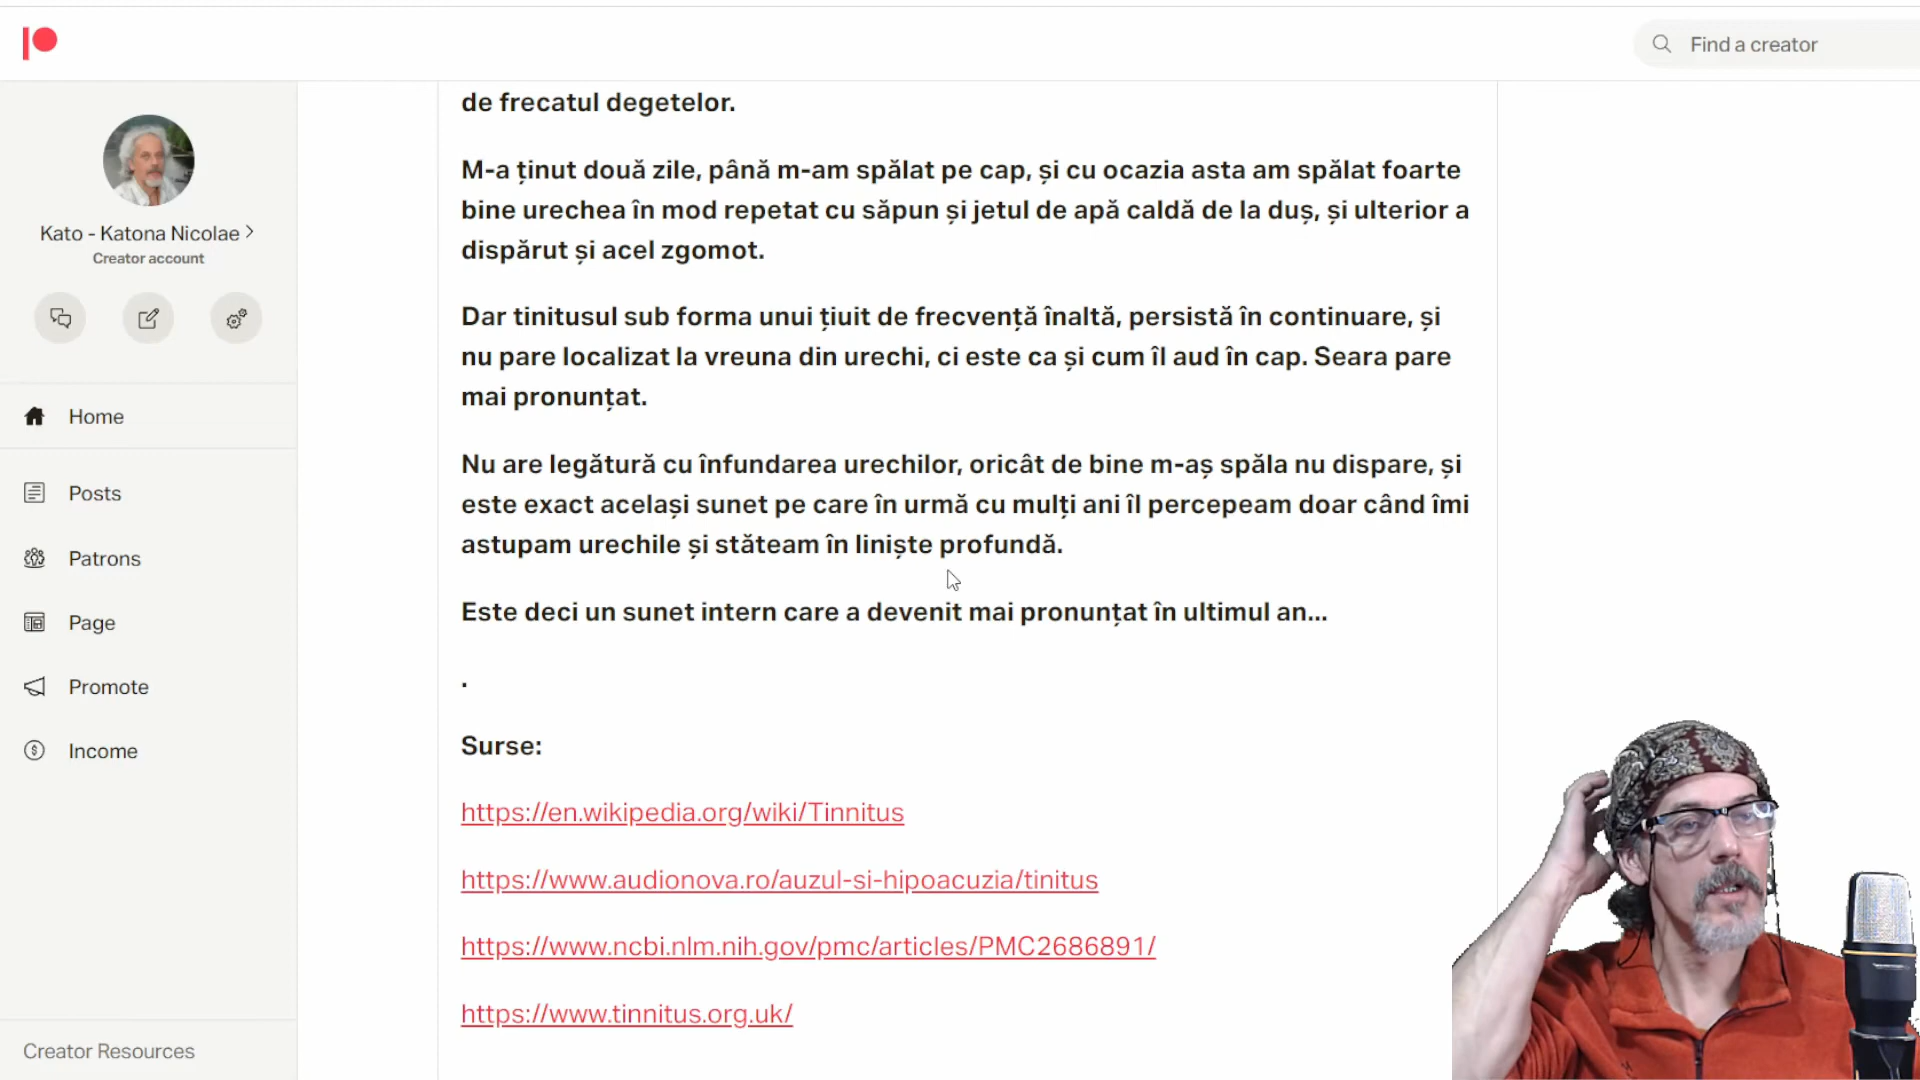 Find a creator
de frecatul degetelor.
M-a ținut două zile, până m-am spălat pe cap, și cu ocazia asta am spălat foarte
bine urechea în mod repetat cu săpun și jetul de apă caldă de la duș, și ulterior a
dispărut și acel zgomot.
Dar tinitusul sub forma unui țiuit de frecvență înaltă, persistă în continuare, și
nu pare localizat la vreuna din urechi, ci este ca și cum îl aud în cap. Seara pare
mai pronunțat.
Nu are legătură cu înfundarea urechilor, oricât de bine m-aș spăla nu dispare, și
este exact același sunet pe care în urmă cu mulți ani îl percepeam doar când îmi
astupam urechile și stăteam în liniște profundă.
Este deci un sunet intern care a devenit mai pronunțat în ultimul an...
.
Surse:
https://en.wikipedia.org/wiki/Tinnitus
https://www.audionova.ro/auzul-si-hipoacuzia/tinitus
https://www.ncbi.nlm.nih.gov/pmc/articles/PMC2686891/
https://www.tinnitus.org.uk/
Kato - Katona Nicolae
Creator account
Home
Posts
Patrons
Page
Promote
Income
Creator Resources